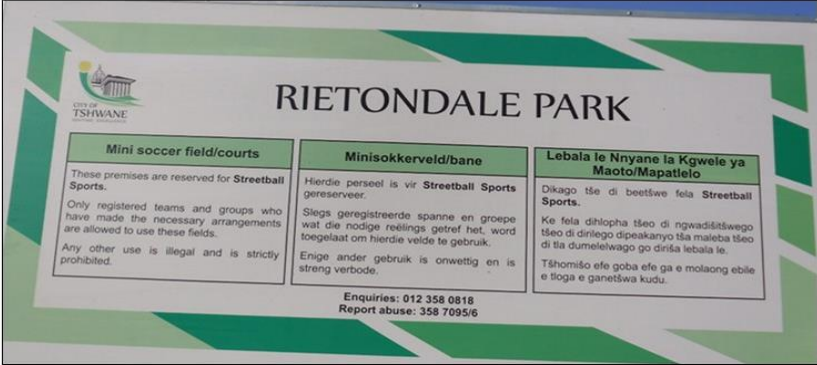 CITY OF
TSHWANE
RIETONDALE PARK
Mini soccer field/courts
These premises are reserved for Streetball
Sports.
Only registered teams and groups who
have made the necessary arrangements
are allowed to use these fields.
Any other use is illegal and is strictly
prohibited.
Minisokkerveld/bane
Hierdie perseel is vir Streetball Sports
gereserveer.
Slegs geregistreerde spanne en groepe
wat die nodige reëlings getref het, word
toegelaat om hierdie velde te gebruik.
Enige ander gebruik is onwettig en is
streng verbode.
Lebala le Nnyane la Kgwele ya
Maoto/Mapatlelo
Dikago tše di beetšwe fela Streetball
Sports.
Ke fela dihlopha tšeo di ngwadišitšwego
tšeo di dirilego dipeakanyo tša maleba tšeo
di tla dumelelwago go diriša lebala le.
Tšhomišo efe goba efe ga e molaong ebile
e tloga e ganetšwa kudu.
Enquiries: 012 358 0818
Report abuse: 358 7095/6